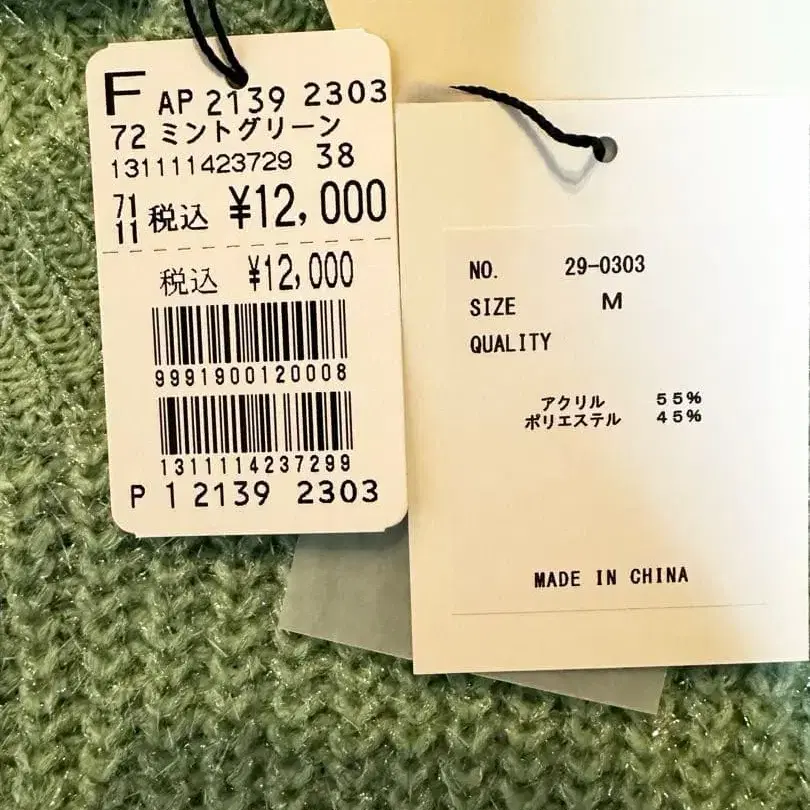 F AP 2139 2303
72 ミントグリーン
131111423729 38
71 税込 ¥12,000
11
税込 ¥12,000
9991900120008
1311114237299
P 1 2139 2303
NO. 29-0303
SIZE M
QUALITY
アクリル 55%
ポリエステル 45%
MADE IN CHINA